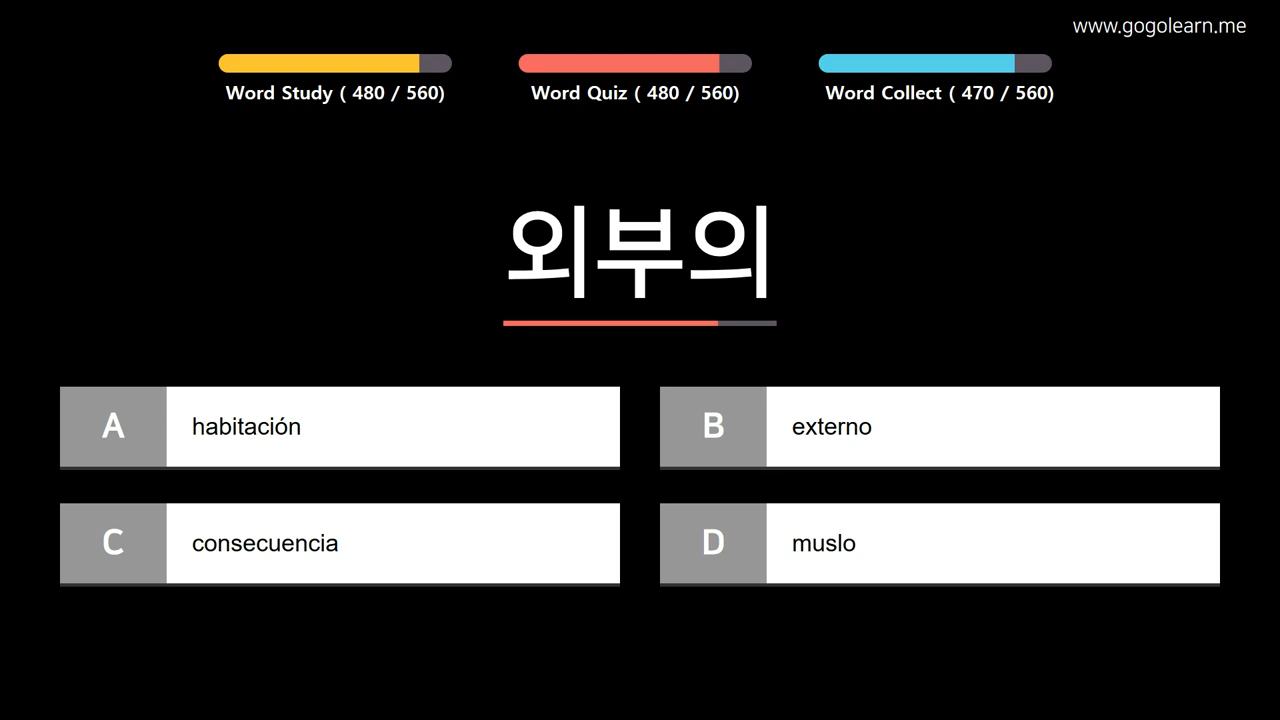 www.gogolearn.me
Word Study ( 480 / 560)
Word Quiz ( 480 / 560)
Word Collect ( 470 / 560)
외부의
A habitación
B externo
C consecuencia
D muslo